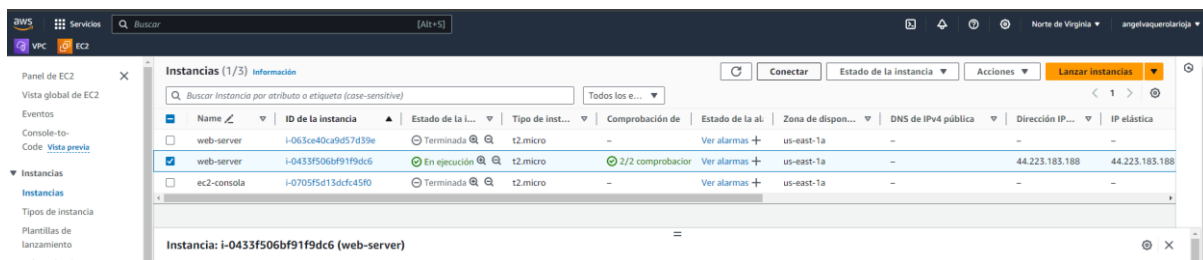 aws Servicios Buscar [Alt+S] Norte de Virginia angelvaquerolarioja
VPC EC2
Panel de EC2
Vista global de EC2
Eventos
Console-to-
Code Vista previa
Instancias
Instancias
Tipos de instancia
Plantillas de
lanzamiento
Instancias (1/3) Información Conectar Estado de la instancia Acciones Lanzar instancias
Buscar Instancia por atributo o etiqueta (case-sensitive) Todos los e... 1
Name ID de la instancia Estado de la i... Tipo de inst... Comprobación de Estado de la al Zona de dispon... DNS de IPv4 pública Dirección IP... IP elástica
web-server i-063ce40ca9d57d39e Terminada t2.micro – Ver alarmas + us-east-1a – – –
web-server i-0433f506bf91f9dc6 En ejecución t2.micro 2/2 comprobacior Ver alarmas + us-east-1a – 44.223.183.188 44.223.183.188
ec2-consola i-0705f5d13dcfc45f0 Terminada t2.micro – Ver alarmas + us-east-1a – – –
Instancia: i-0433f506bf91f9dc6 (web-server)